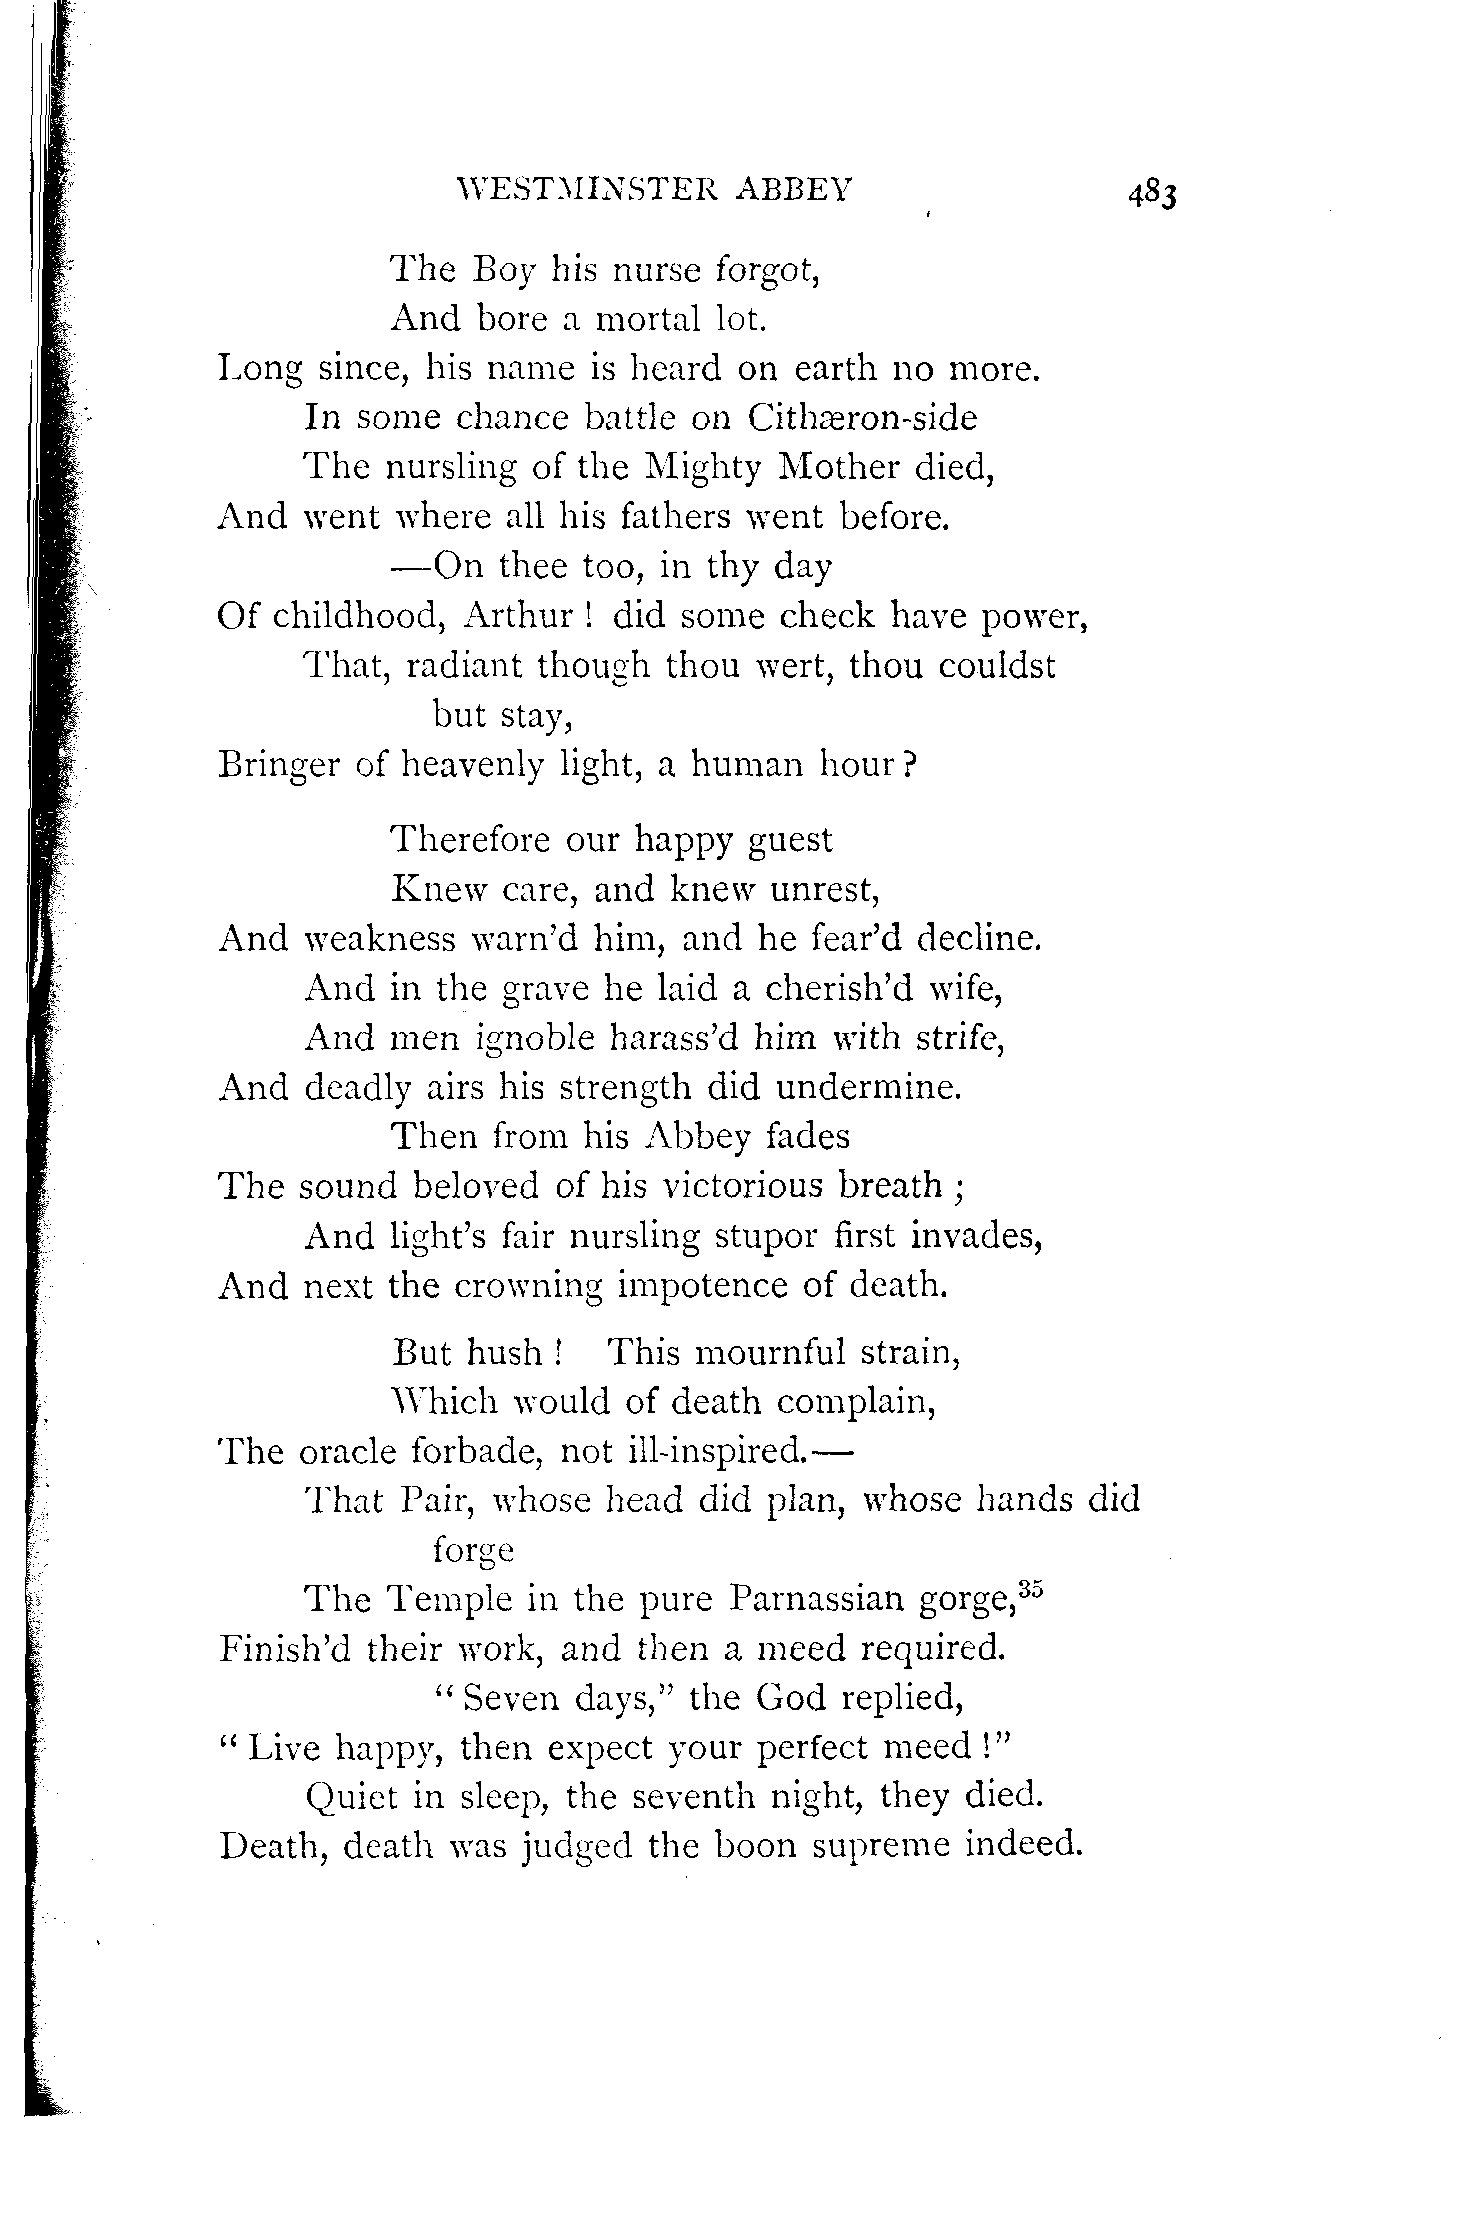 WESTMINSTER ABBEY 483
The Boy his nurse forgot,
And bore a mortal lot.
Long since, his name is heard on earth no more.
In some chance battle on Cithæron-side
The nursling of the Mighty Mother died,
And went where all his fathers went before.
—On thee too, in thy day
Of childhood, Arthur ! did some check have power,
That, radiant though thou wert, thou couldst
but stay,
Bringer of heavenly light, a human hour ?
Therefore our happy guest
Knew care, and knew unrest,
And weakness warn’d him, and he fear’d decline.
And in the grave he laid a cherish’d wife,
And men ignoble harass’d him with strife,
And deadly airs his strength did undermine.
Then from his Abbey fades
The sound beloved of his victorious breath ;
And light’s fair nursling stupor first invades,
And next the crowning impotence of death.
But hush ! This mournful strain,
Which would of death complain,
The oracle forbade, not ill-inspired.—
That Pair, whose head did plan, whose hands did
forge
The Temple in the pure Parnassian gorge,³⁵
Finish’d their work, and then a meed required.
“ Seven days,” the God replied,
“ Live happy, then expect your perfect meed !”
Quiet in sleep, the seventh night, they died.
Death, death was judged the boon supreme indeed.